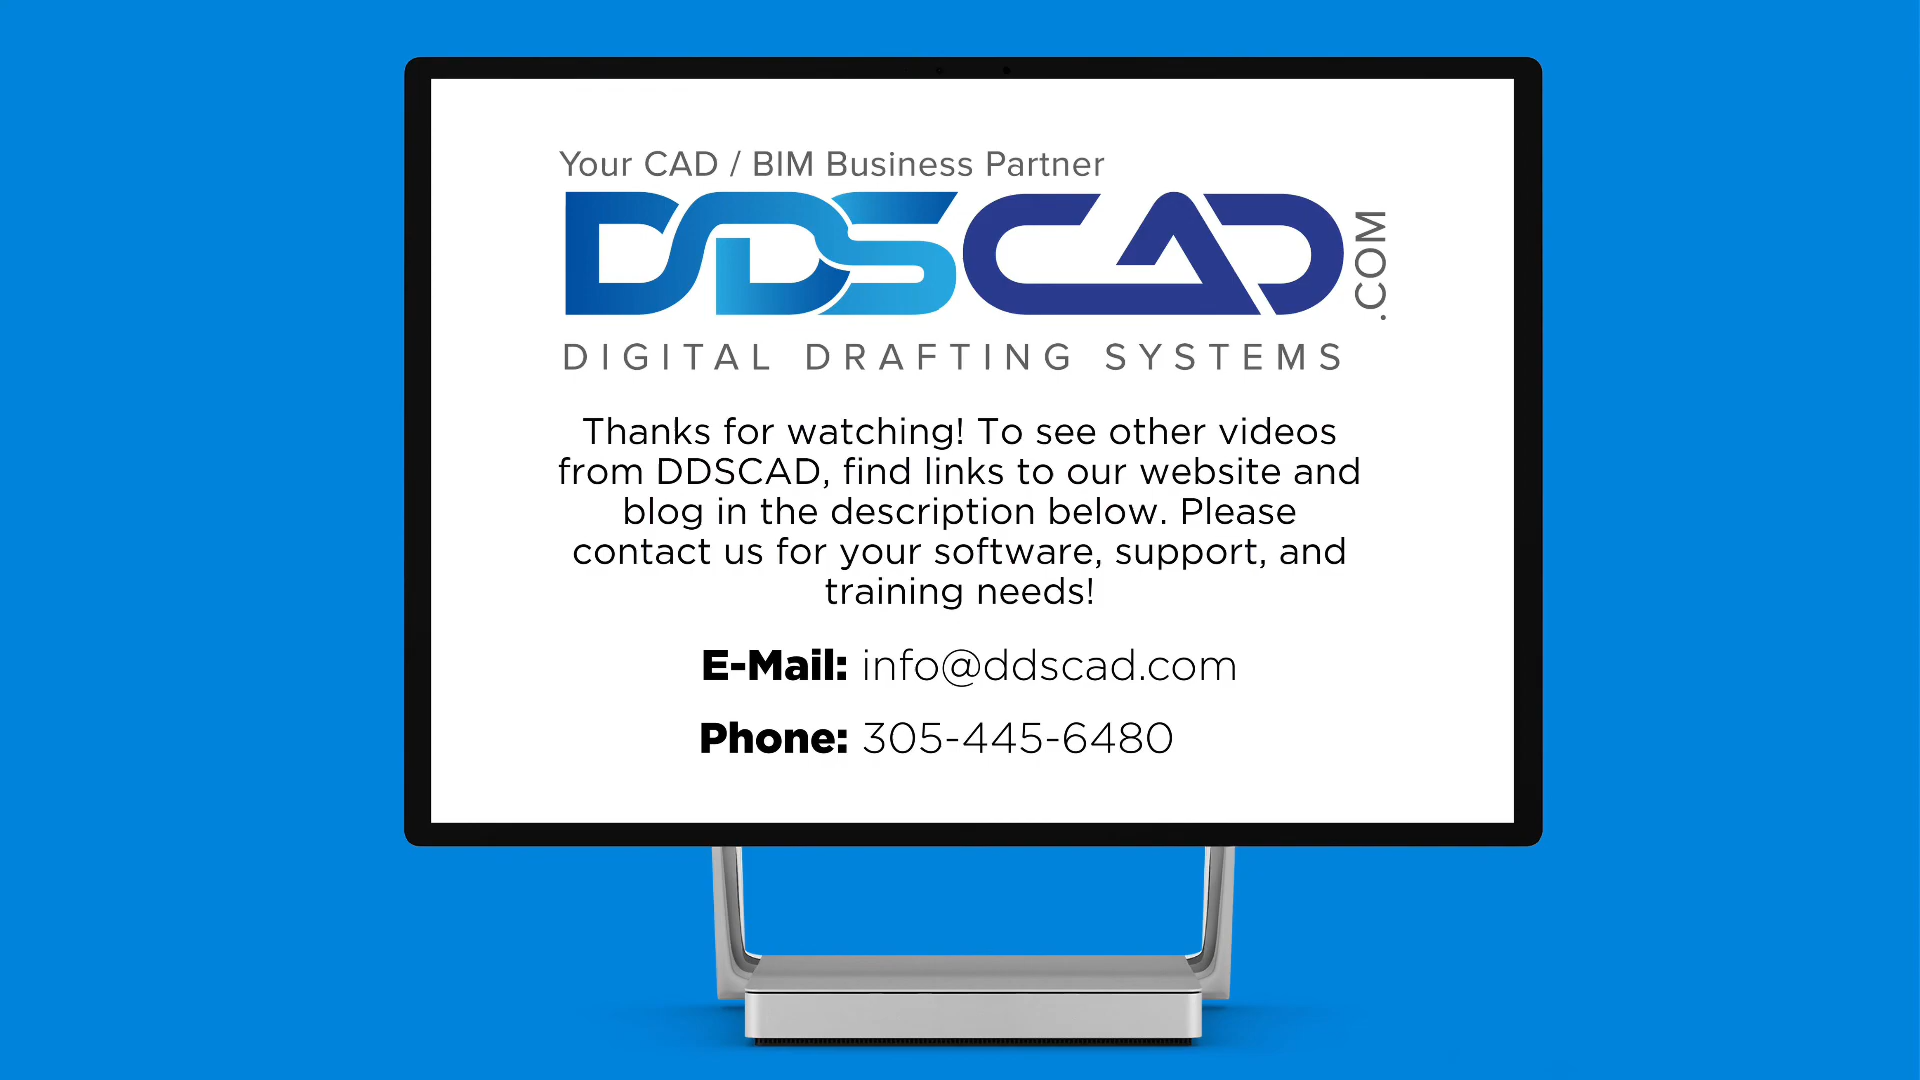 Your CAD / BIM Business Partner
DDSCAD
.COM
DIGITAL DRAFTING SYSTEMS
Thanks for watching! To see other videos
from DDSCAD, find links to our website and
blog in the description below. Please
contact us for your software, support, and
training needs!
E-Mail: info@ddscad.com
Phone: 305-445-6480